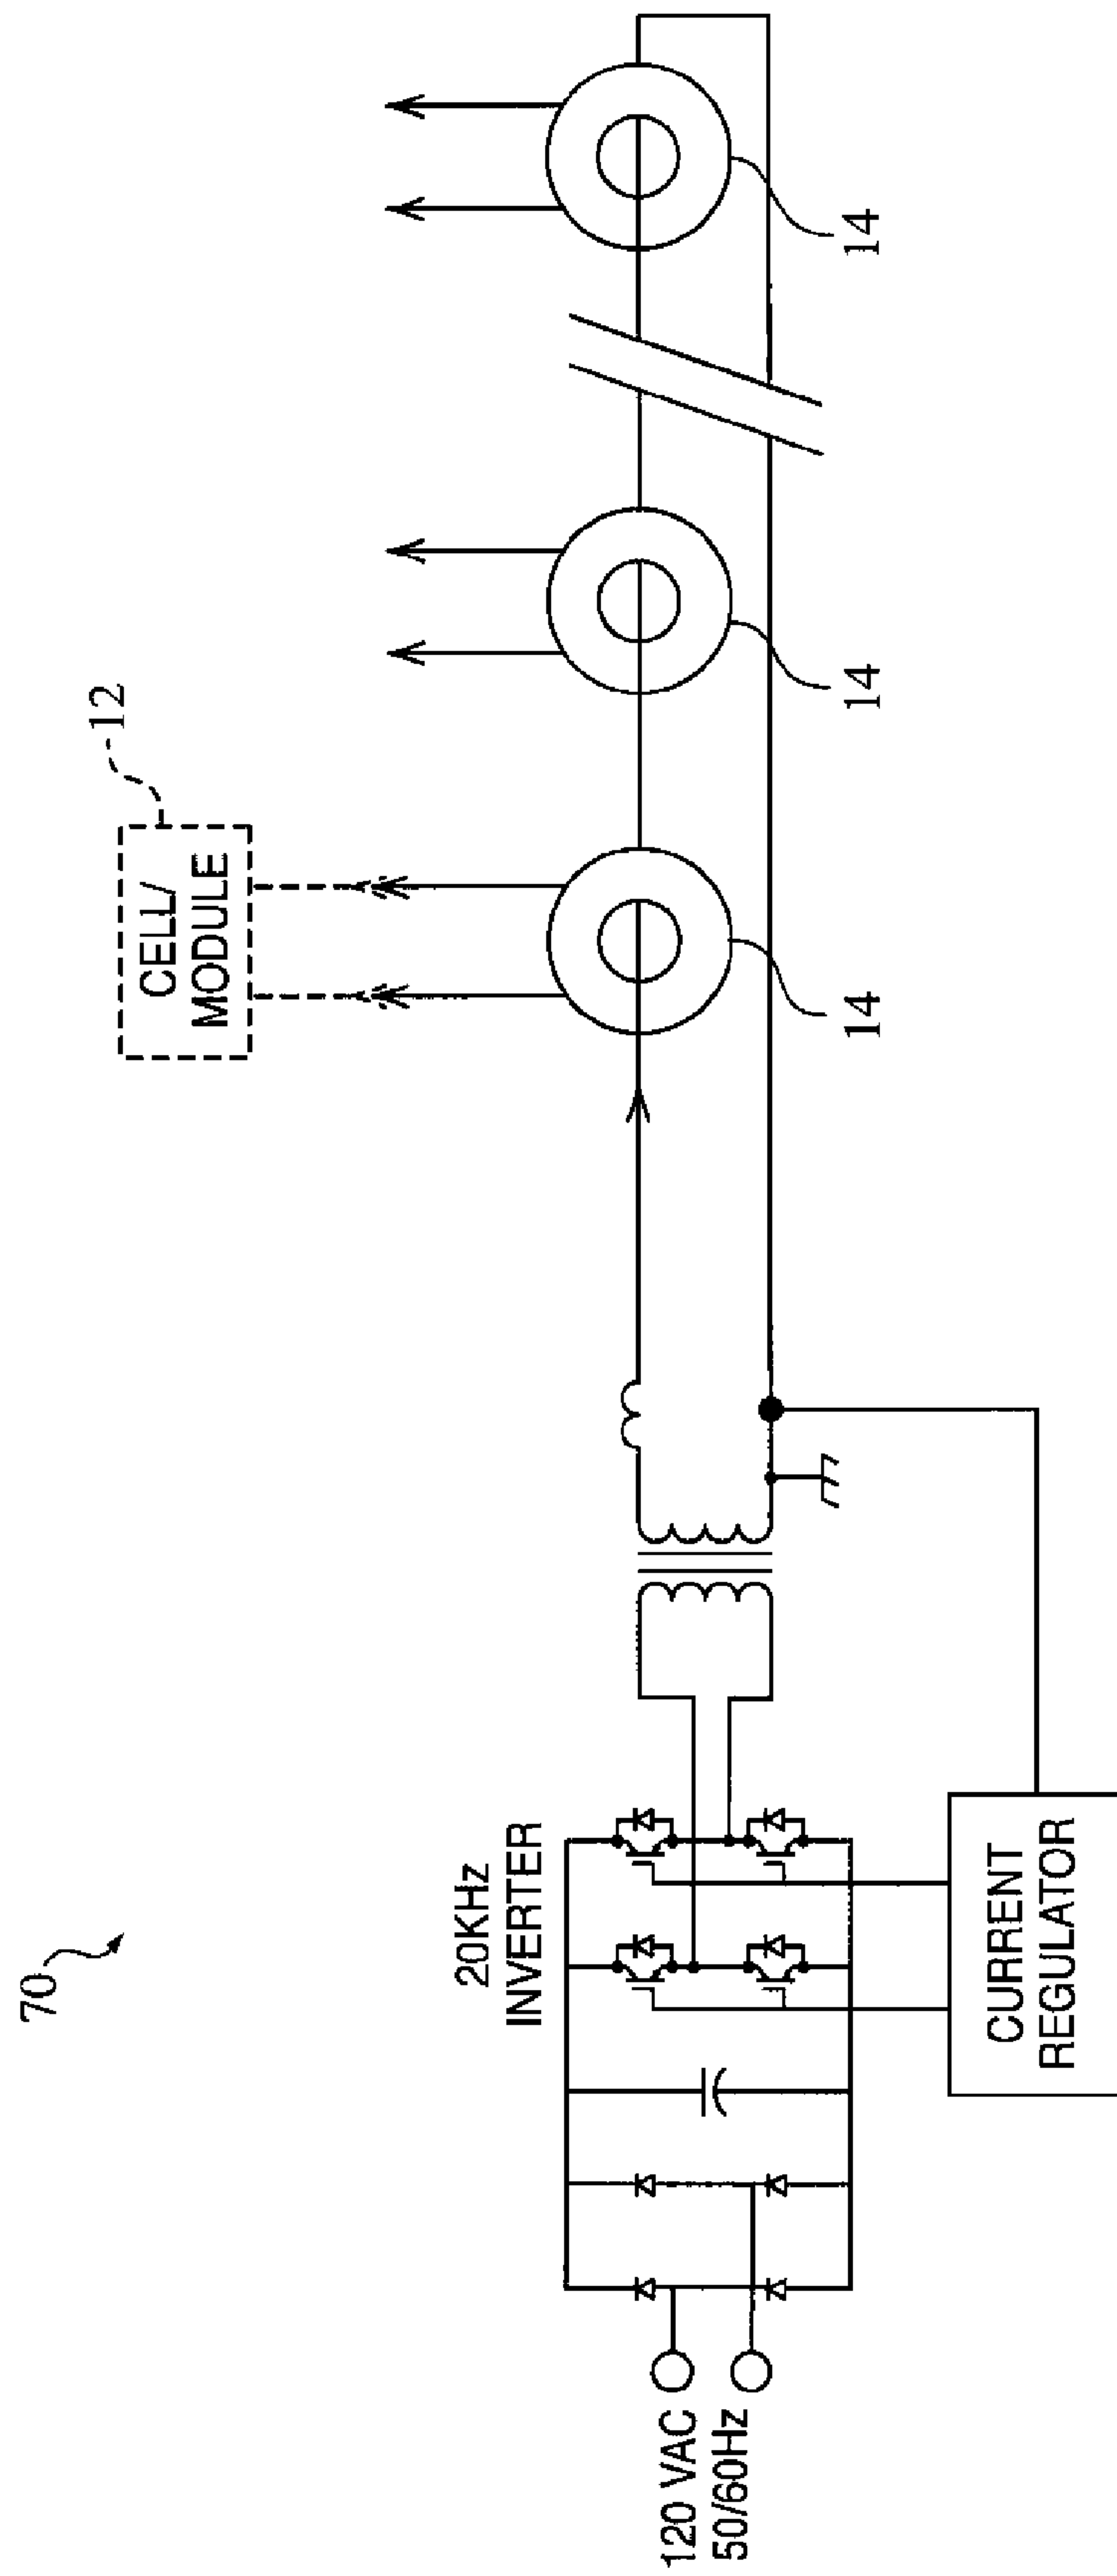 70
120 VAC
50/60Hz
20KHz
INVERTER
CURRENT
REGULATOR
CELL/
MODULE
12
14
14
14